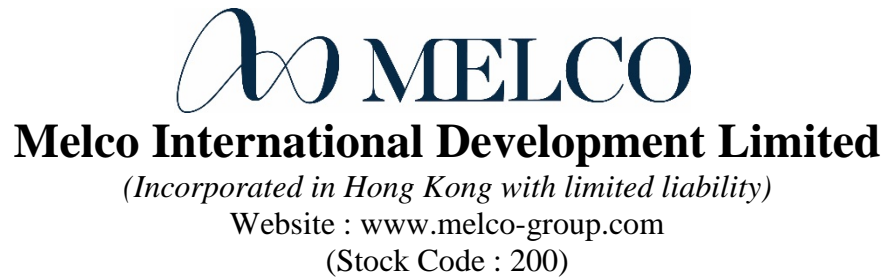 MELCO
Melco International Development Limited
(Incorporated in Hong Kong with limited liability)
Website : www.melco-group.com
(Stock Code : 200)